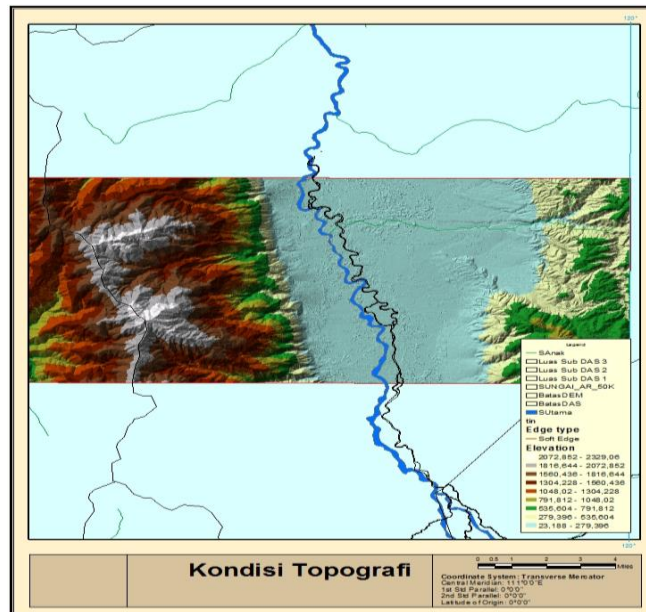 120°
Legend
SAnak
Luas Sub DAS 3
Luas Sub DAS 2
Luas Sub DAS 1
SUNGAI_AR_50K
BatasDEM
BatasDAS
SUtama
tin
Edge type
Soft Edge
Elevation
2072,852 - 2329,06
1816,644 - 2072,852
1560,436 - 1816,644
1304,228 - 1560,436
1048,02 - 1304,228
791,812 - 1048,02
535,604 - 791,812
279,396 - 535,604
23,188 - 279,396
120°
Kondisi Topografi
0 0,5 1 2 3 4
Miles
Coordinate System: Transverse Mercator
Central Meridian: 111°0'0"E
1st Std Parallel: 0°0'0"
2nd Std Parallel: 0°0'0"
Latitude of Origin: 0°0'0"